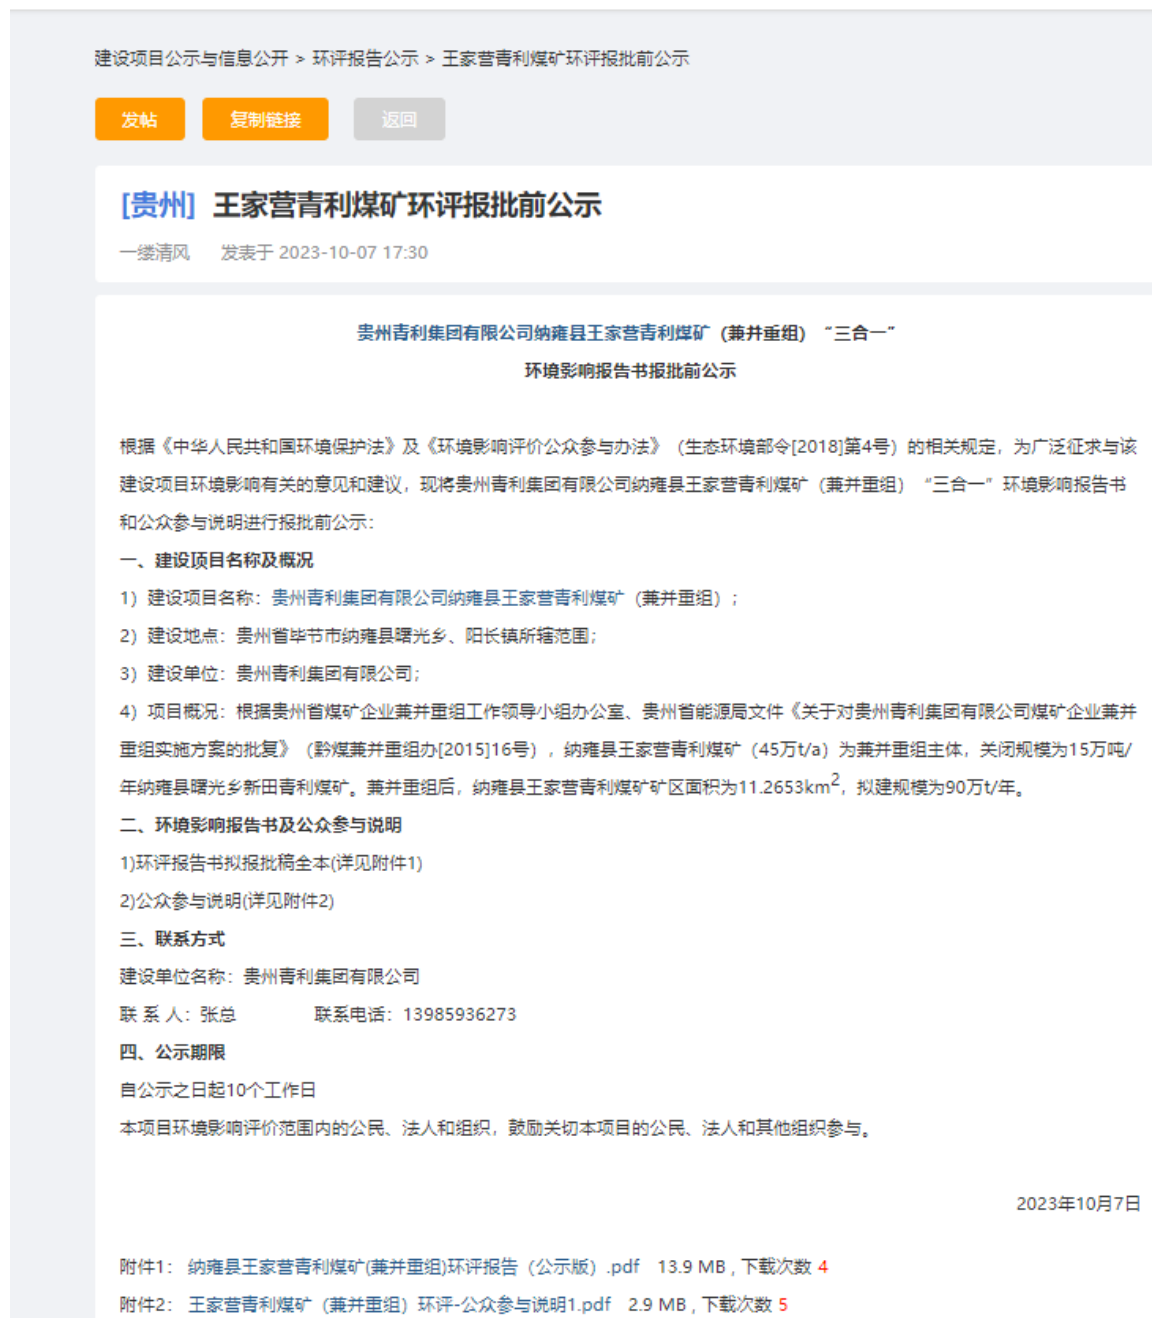 建设项目公示与信息公开 > 环评报告公示 > 王家营青利煤矿环评报批前公示
发帖 复制链接 返回
[贵州] 王家营青利煤矿环评报批前公示
一缕清风 发表于 2023-10-07 17:30
贵州青利集团有限公司纳雍县王家营青利煤矿（兼并重组）“三合一”
环境影响报告书报批前公示
根据《中华人民共和国环境保护法》及《环境影响评价公众参与办法》（生态环境部令[2018]第4号）的相关规定，为广泛征求与该
建设项目环境影响有关的意见和建议，现将贵州青利集团有限公司纳雍县王家营青利煤矿（兼并重组）“三合一”环境影响报告书
和公众参与说明进行报批前公示：
一、建设项目名称及概况
1）建设项目名称：贵州青利集团有限公司纳雍县王家营青利煤矿（兼并重组）；
2）建设地点：贵州省毕节市纳雍县曙光乡、阳长镇所辖范围；
3）建设单位：贵州青利集团有限公司；
4）项目概况：根据贵州省煤矿企业兼并重组工作领导小组办公室、贵州省能源局文件《关于对贵州青利集团有限公司煤矿企业兼并
重组实施方案的批复》（黔煤兼并重组办[2015]16号），纳雍县王家营青利煤矿（45万t/a）为兼并重组主体，关闭规模为15万吨/
年纳雍县曙光乡新田青利煤矿。兼并重组后，纳雍县王家营青利煤矿矿区面积为11.2653km²，拟建规模为90万t/年。
二、环境影响报告书及公众参与说明
1)环评报告书拟报批稿全本(详见附件1)
2)公众参与说明(详见附件2)
三、联系方式
建设单位名称：贵州青利集团有限公司
联 系 人：张总 联系电话：13985936273
四、公示期限
自公示之日起10个工作日
本项目环境影响评价范围内的公民、法人和组织，鼓励关切本项目的公民、法人和其他组织参与。
2023年10月7日
附件1： 纳雍县王家营青利煤矿(兼并重组)环评报告（公示版）.pdf 13.9 MB , 下载次数 4
附件2： 王家营青利煤矿（兼并重组）环评-公众参与说明1.pdf 2.9 MB , 下载次数 5